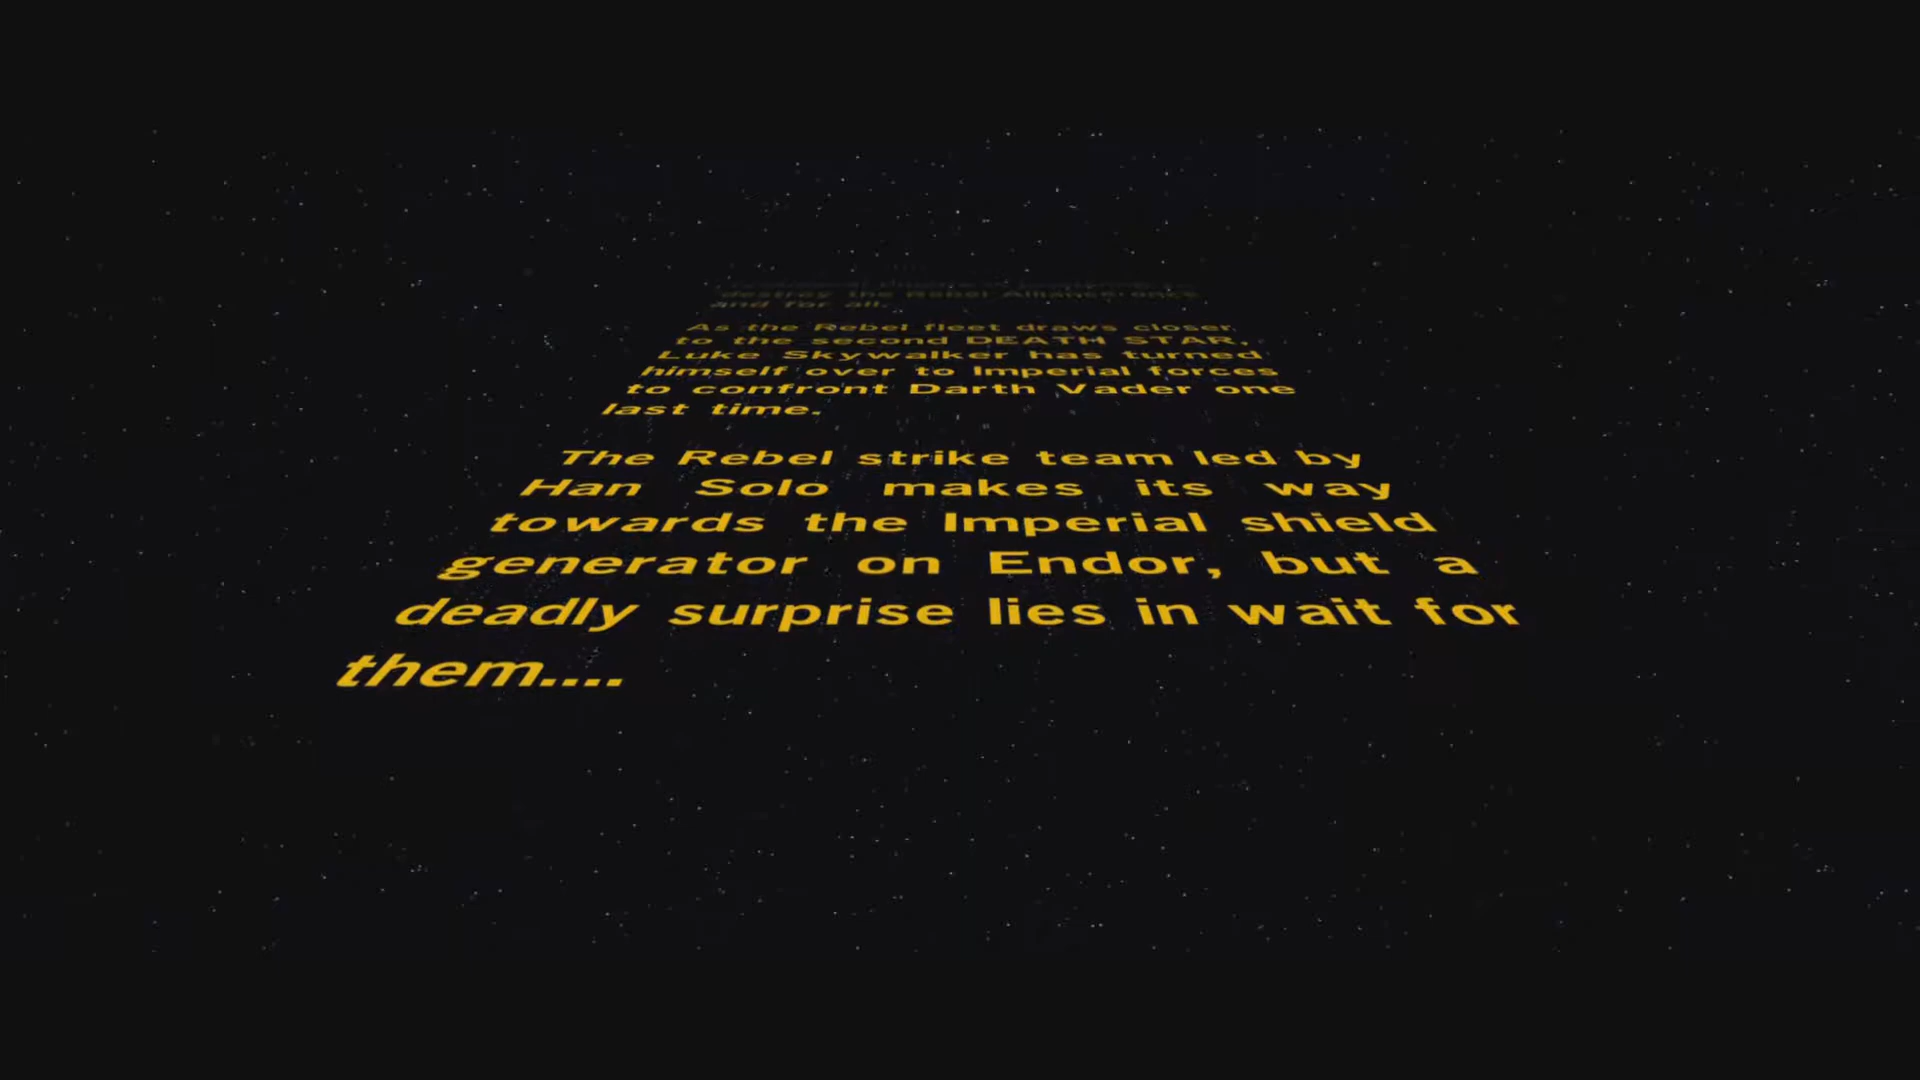 destroy the Rebel Alliance once
and for all.
As the Rebel fleet draws closer
to the second DEATH STAR,
Luke Skywalker has turned
himself over to Imperial forces
to confront Darth Vader one
last time.
The Rebel strike team led by
Han Solo makes its way
towards the Imperial shield
generator on Endor, but a
deadly surprise lies in wait for
them....